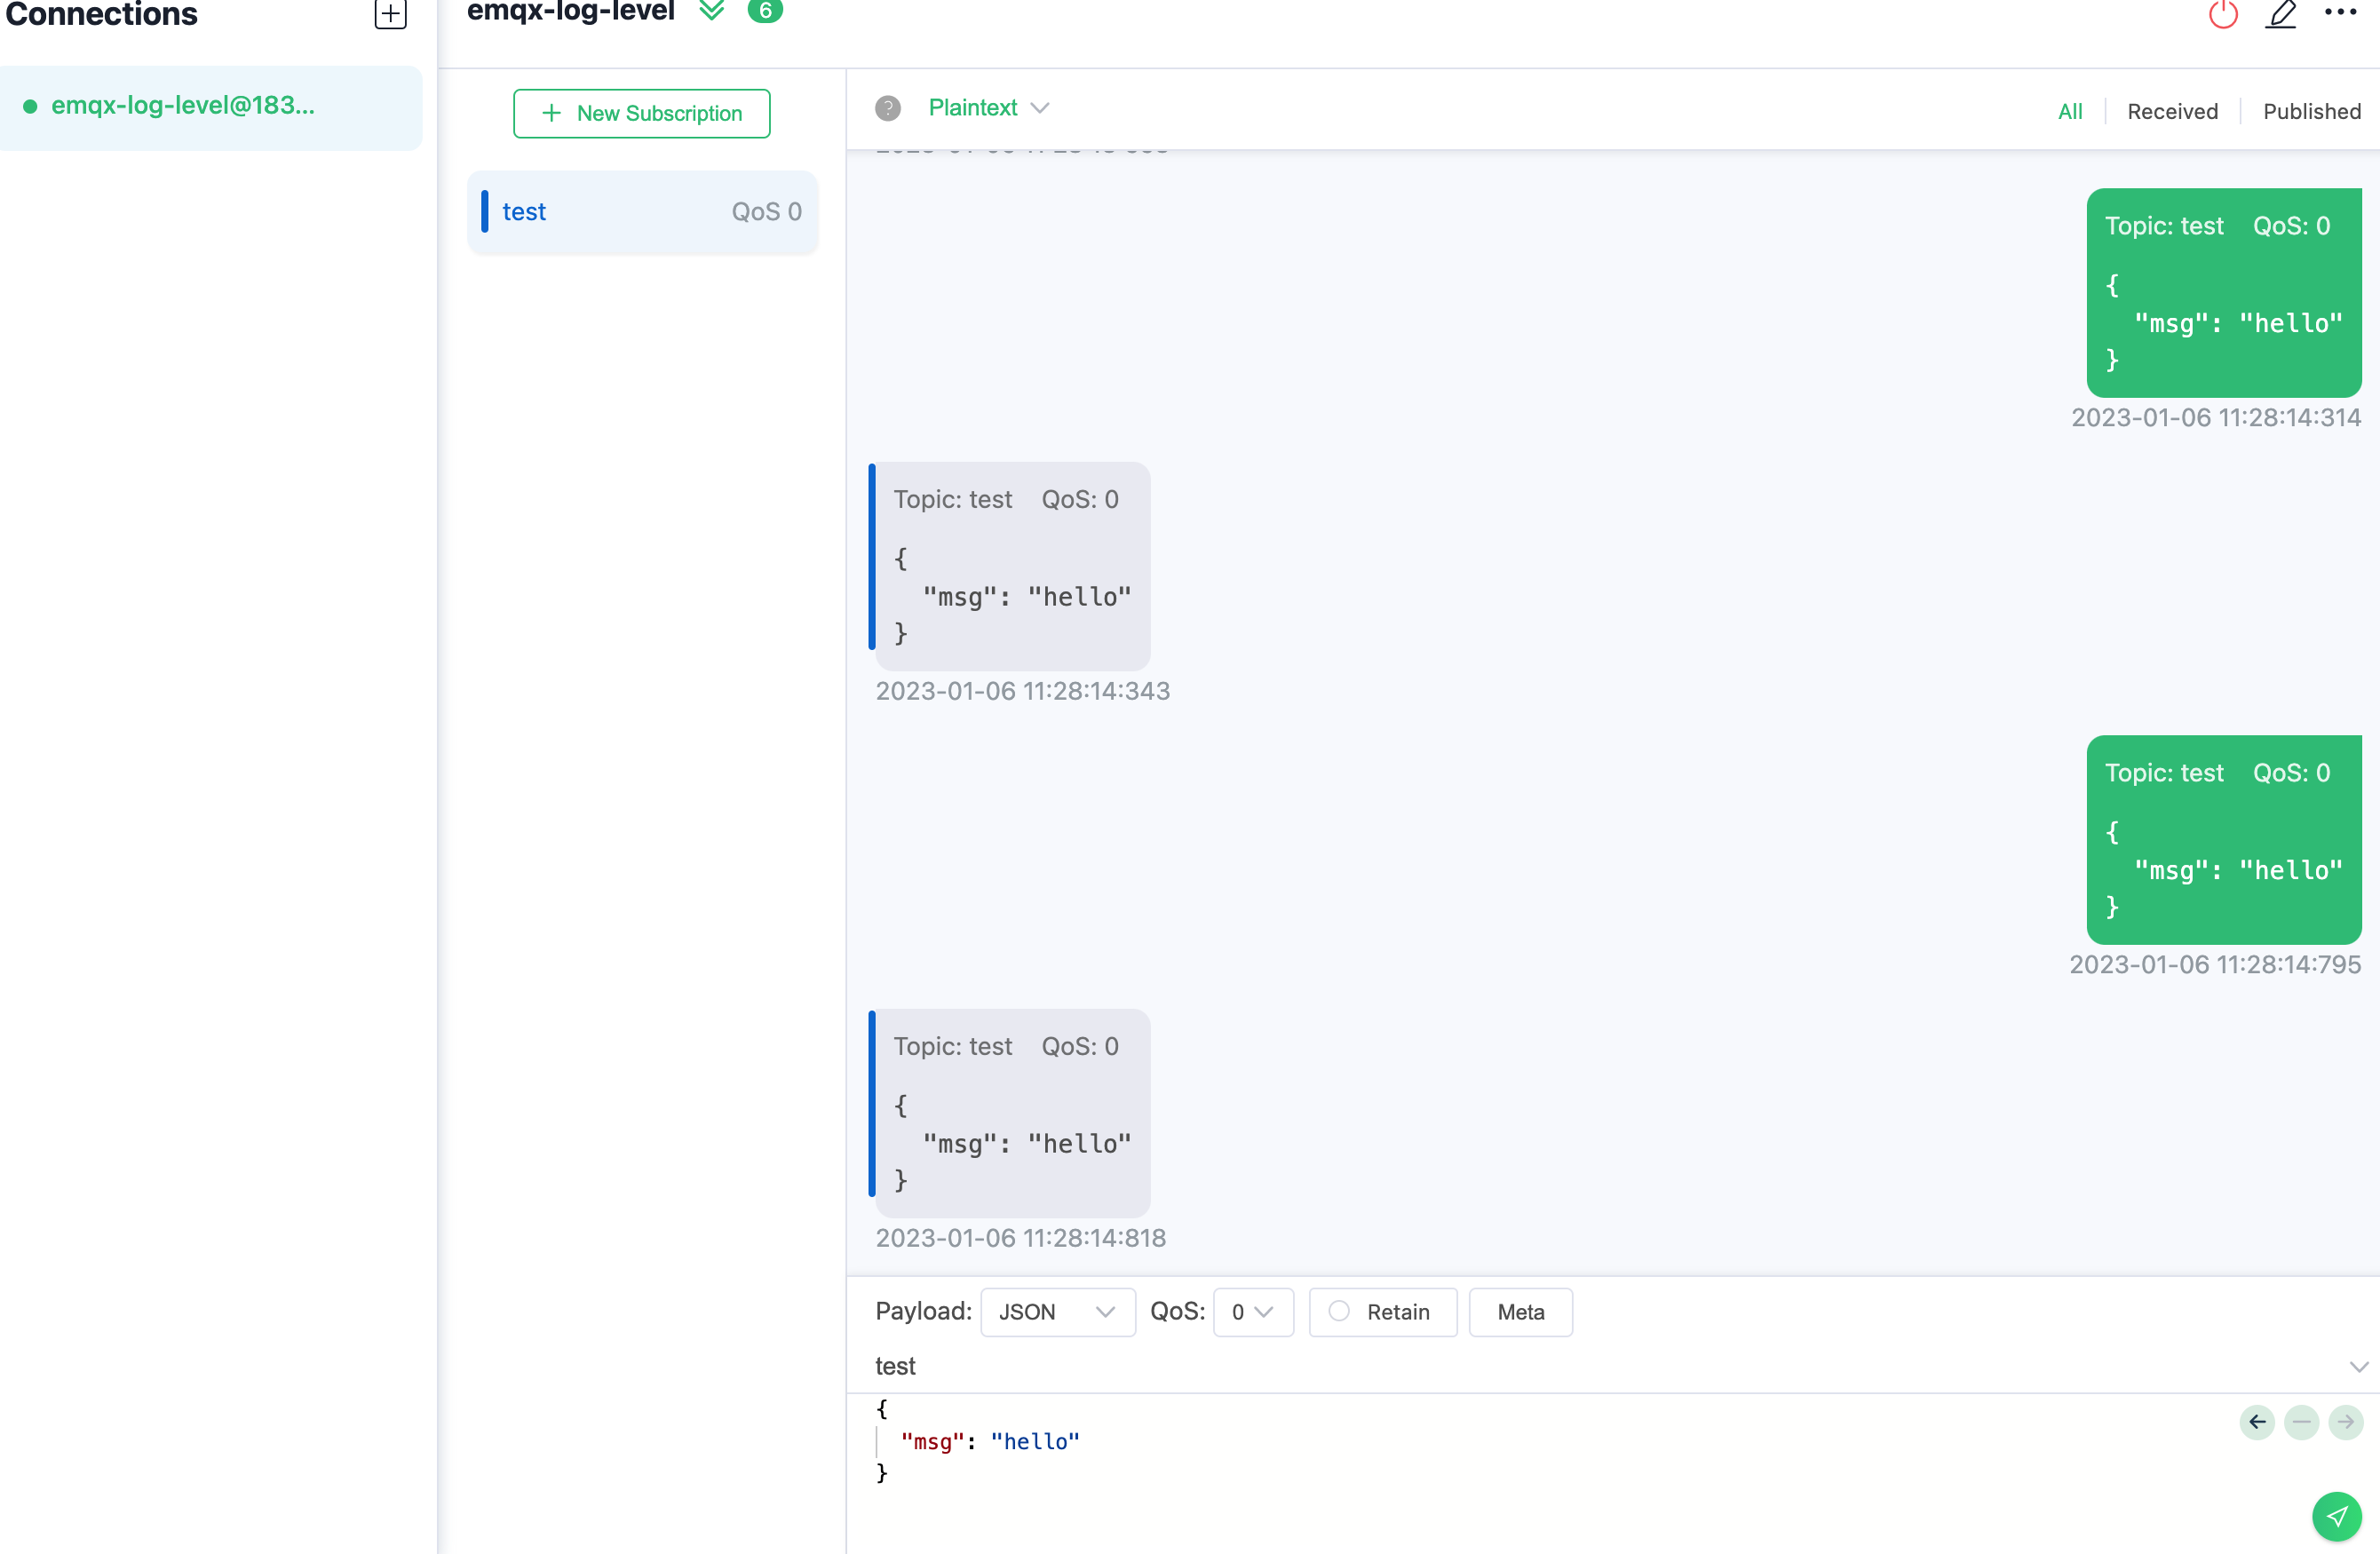 Connections
emqx-log-level@183...
emqx-log-level 6
New Subscription
test QoS 0
Plaintext
All Received Published
Topic: test QoS: 0
{
"msg": "hello"
}
2023-01-06 11:28:14:314
Topic: test QoS: 0
{
"msg": "hello"
}
2023-01-06 11:28:14:343
Topic: test QoS: 0
{
"msg": "hello"
}
2023-01-06 11:28:14:795
Topic: test QoS: 0
{
"msg": "hello"
}
2023-01-06 11:28:14:818
Payload: JSON QoS: 0 Retain Meta
test
{
"msg": "hello"
}